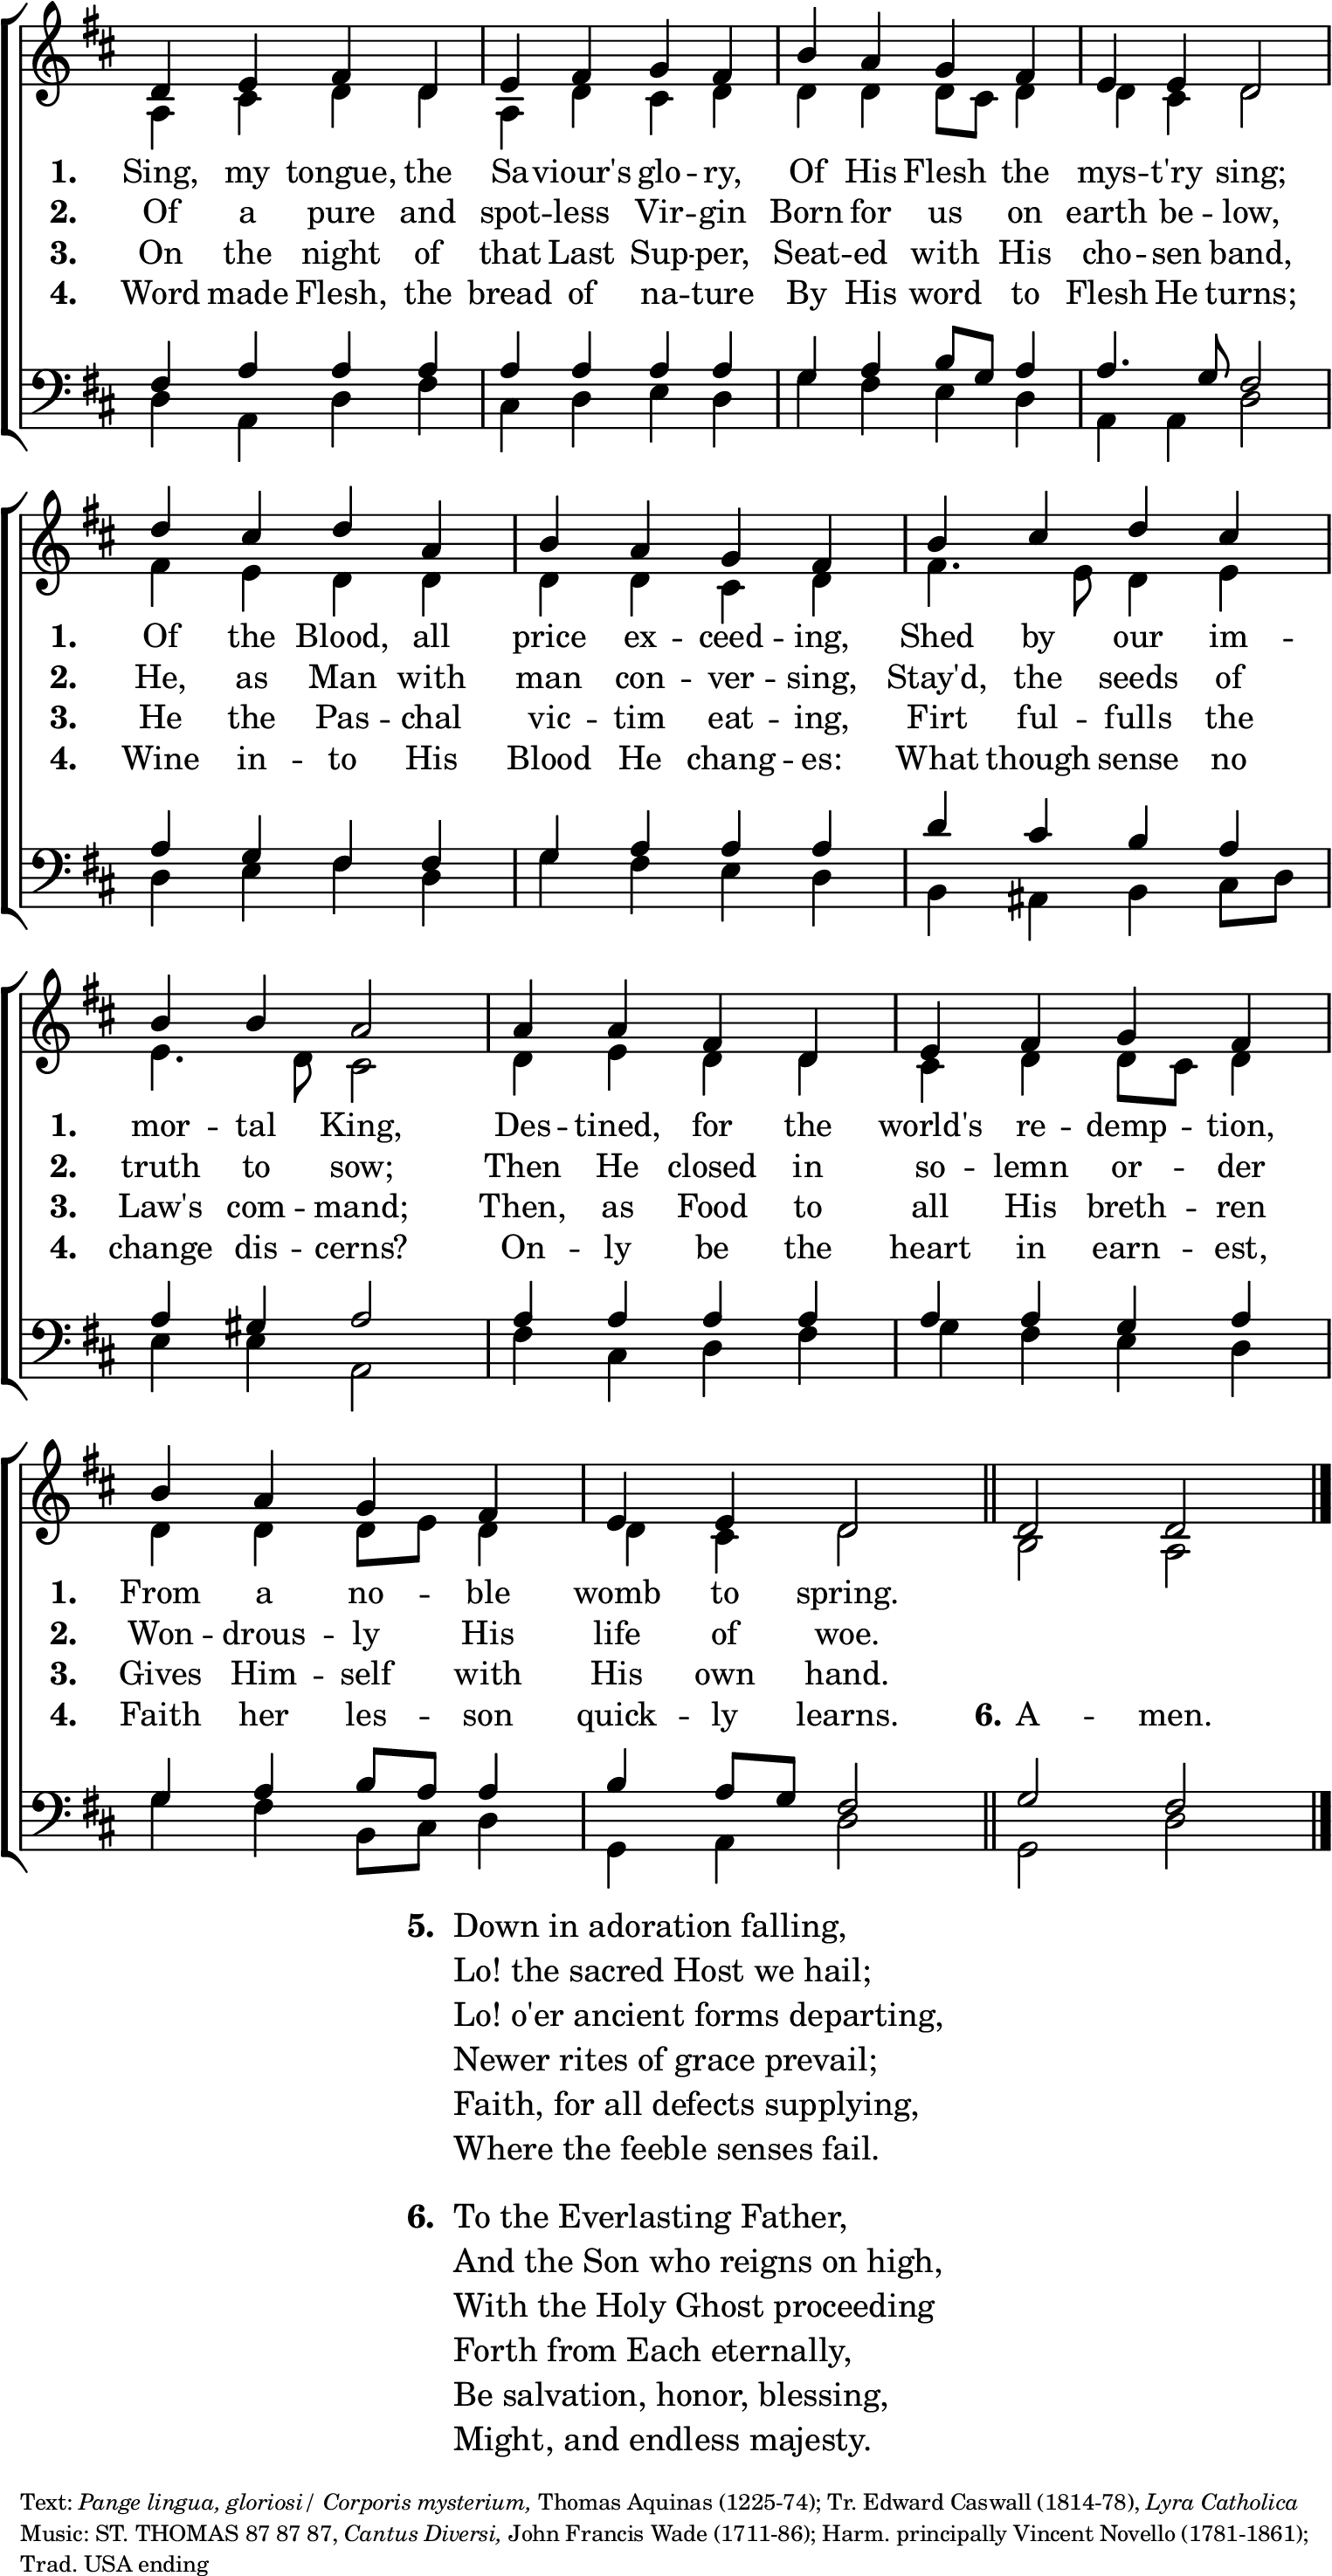 1. Sing, my tongue, the Sa -- viour's glo -- ry, Of His Flesh the mys -- t'ry sing;
2. Of a pure and spot -- less Vir -- gin Born for us on earth be -- low,
3. On the night of that Last Sup -- per, Seat -- ed with His cho -- sen band,
4. Word made Flesh, the bread of na -- ture By His word to Flesh He turns;
1. Of the Blood, all price ex -- ceed -- ing, Shed by our im --
2. He, as Man with man con -- ver -- sing, Stay'd, the seeds of
3. He the Pas -- chal vic -- tim eat -- ing, Firt ful -- fulls the
4. Wine in -- to His Blood He chang -- es: What though sense no
1. mor -- tal King, Des -- tined, for the world's re -- demp -- tion,
2. truth to sow; Then He closed in so -- lemn or -- der
3. Law's com -- mand; Then, as Food to all His breth -- ren
4. change dis -- cerns? On -- ly be the heart in earn -- est,
1. From a no -- ble womb to spring.
2. Won -- drous -- ly His life of woe.
3. Gives Him -- self with His own hand.
4. Faith her les -- son quick -- ly learns. 6. A -- men.
5. Down in adoration falling,
Lo! the sacred Host we hail;
Lo! o'er ancient forms departing,
Newer rites of grace prevail;
Faith, for all defects supplying,
Where the feeble senses fail.
6. To the Everlasting Father,
And the Son who reigns on high,
With the Holy Ghost proceeding
Forth from Each eternally,
Be salvation, honor, blessing,
Might, and endless majesty.
Text: Pange lingua, gloriosi/ Corporis mysterium, Thomas Aquinas (1225-74); Tr. Edward Caswall (1814-78), Lyra Catholica
Music: ST. THOMAS 87 87 87, Cantus Diversi, John Francis Wade (1711-86); Harm. principally Vincent Novello (1781-1861);
Trad. USA ending